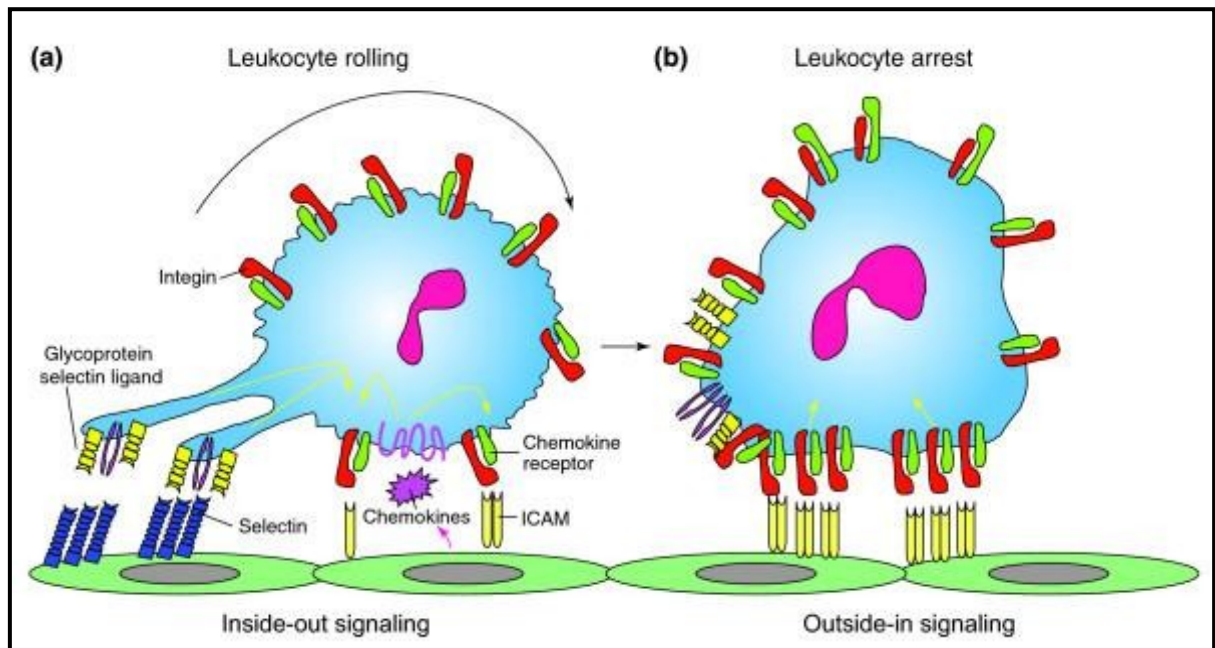 (a)
Leukocyte rolling
(b)
Leukocyte arrest
Integin
Glycoprotein
selectin ligand
Chemokine
receptor
Chemokines
ICAM
Selectin
Inside-out signaling
Outside-in signaling